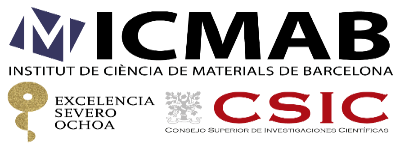 ICMAB
INSTITUT DE CIÈNCIA DE MATERIALS DE BARCELONA
EXCELENCIA
SEVERO
OCHOA
CSIC
CONSEJO SUPERIOR DE INVESTIGACIONES CIENTÍFICAS